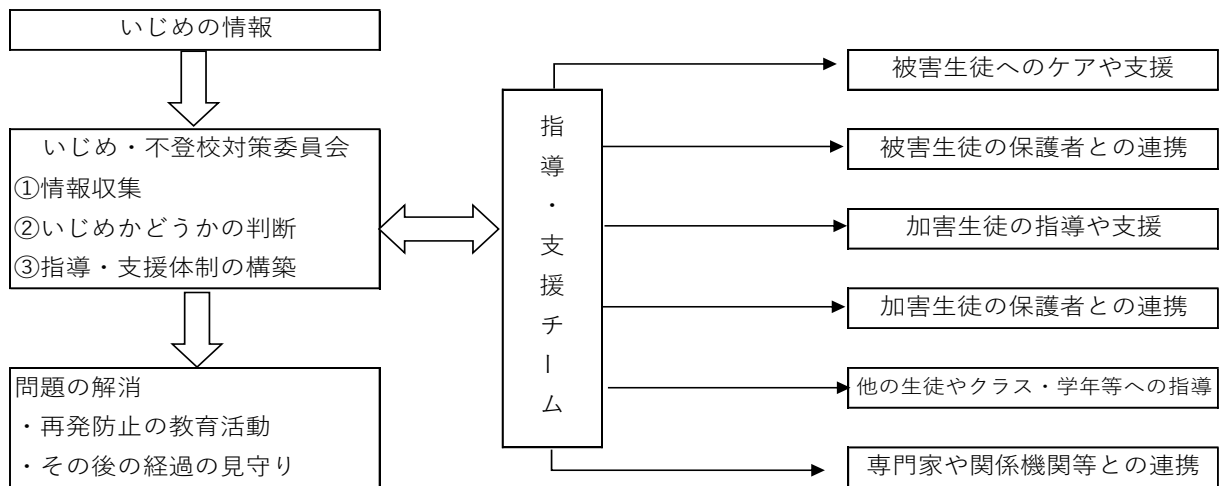 いじめの情報
いじめ・不登校対策委員会
①情報収集
②いじめかどうかの判断
③指導・支援体制の構築
問題の解消
・再発防止の教育活動
・その後の経過の見守り
指導・支援チーム
被害生徒へのケアや支援
被害生徒の保護者との連携
加害生徒の指導や支援
加害生徒の保護者との連携
他の生徒やクラス・学年等への指導
専門家や関係機関等との連携